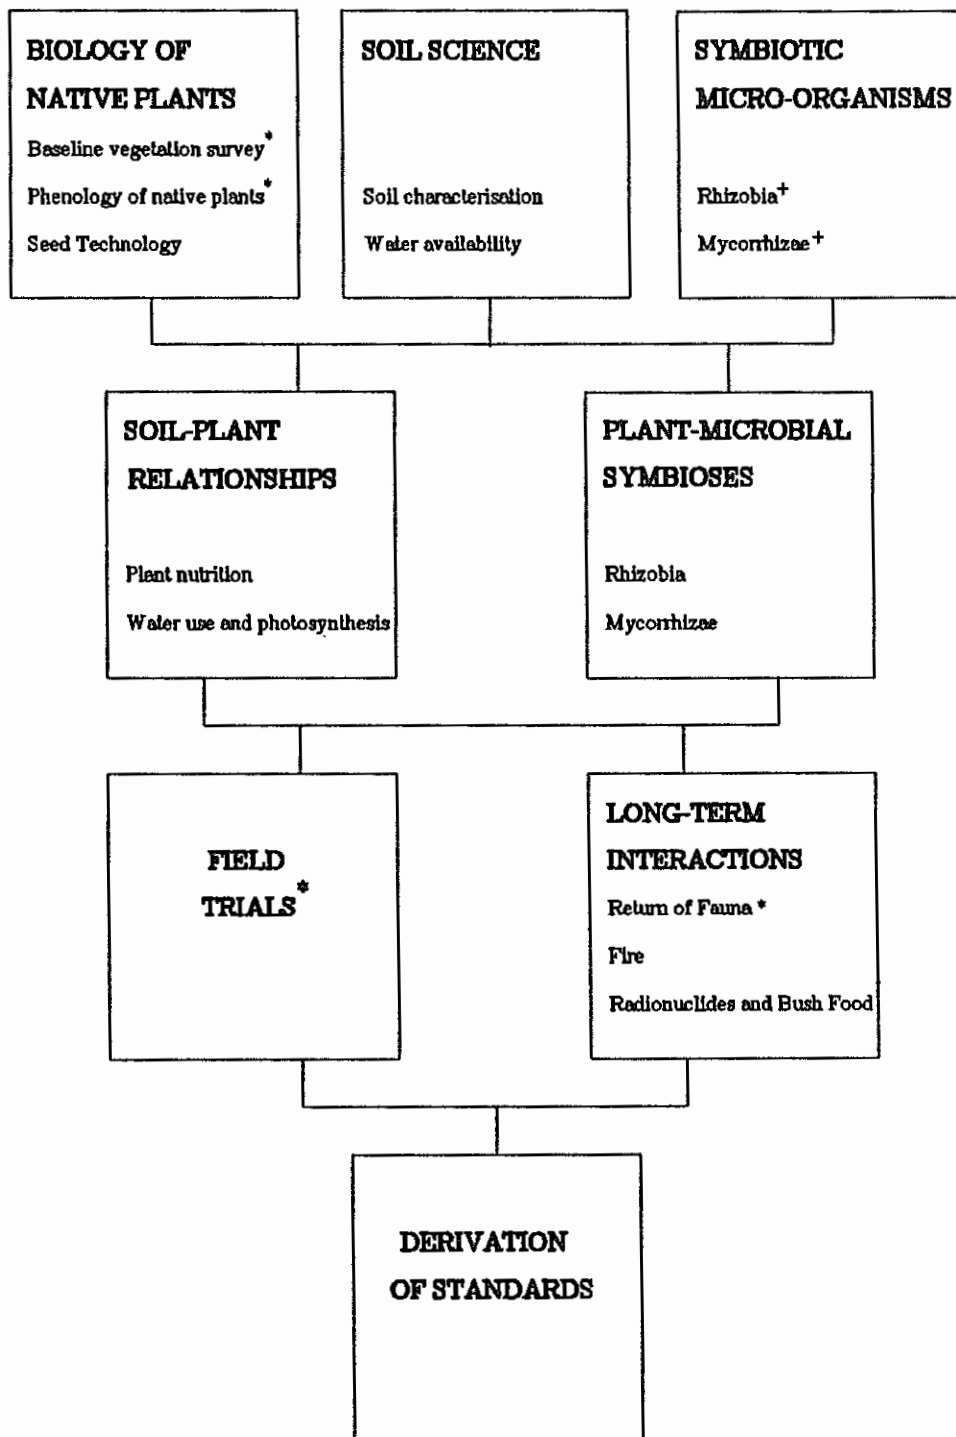 BIOLOGY OF
NATIVE PLANTS
Baseline vegetation survey*
Phenology of native plants*
Seed Technology
SOIL SCIENCE
Soil characterisation
Water availability
SYMBIOTIC
MICRO-ORGANISMS
Rhizobia+
Mycorrhizae+
SOIL-PLANT
RELATIONSHIPS
Plant nutrition
Water use and photosynthesis
PLANT-MICROBIAL
SYMBIOSES
Rhizobia
Mycorrhizae
FIELD
TRIALS*
LONG-TERM
INTERACTIONS
Return of Fauna*
Fire
Radionuclides and Bush Food
DERIVATION
OF STANDARDS